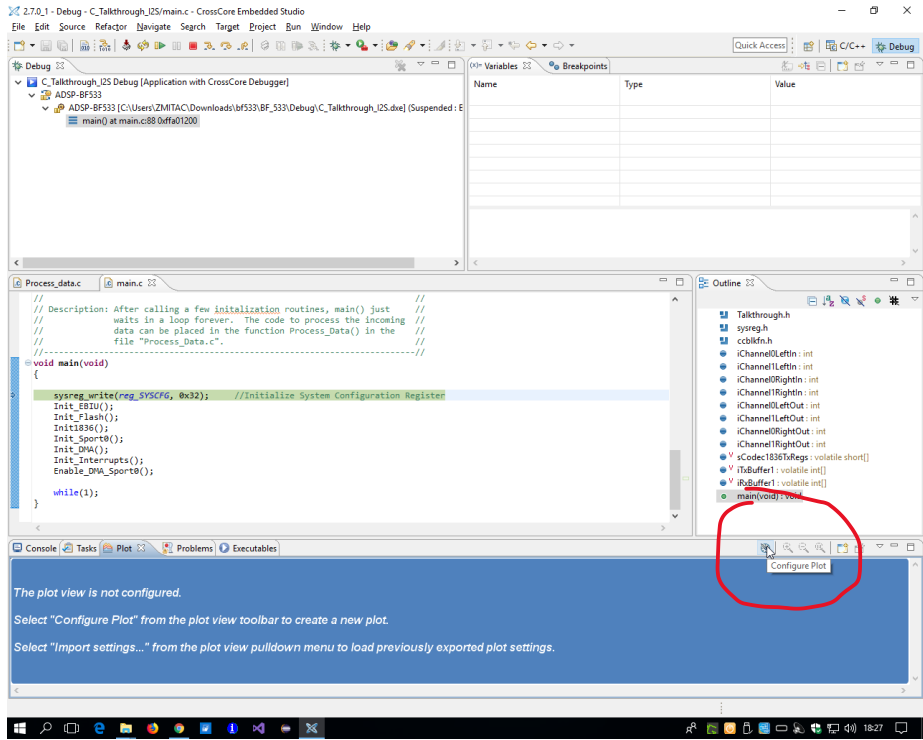 2.7.0_1 - Debug - C_Talkthrough_I2S/main.c - CrossCore Embedded Studio
File Edit Source Refactor Navigate Search Target Project Run Window Help
Quick Access C/C++ Debug
Debug
C_Talkthrough_I2S Debug [Application with CrossCore Debugger]
ADSP-BF533
ADSP-BF533 [C:\Users\ZMITAC\Downloads\bf533\BF_533\Debug\C_Talkthrough_I2S.dxe] (Suspended : E
main() at main.c:88 0xffa01200
(x)= Variables Breakpoints
Name Type Value
Process_data.c main.c
// //
// Description: After calling a few initalization routines, main() just //
// waits in a loop forever. The code to process the incoming //
// data can be placed in the function Process_Data() in the //
// file "Process_Data.c". //
//--------------------------------------------------------------------------//
void main(void)
{
sysreg_write(reg_SYSCFG, 0x32); //Initialize System Configuration Register
Init_EBIU();
Init_Flash();
Init1836();
Init_Sport0();
Init_DMA();
Init_Interrupts();
Enable_DMA_Sport0();
while(1);
}
Outline
Talkthrough.h
sysreg.h
ccblkfn.h
iChannel0LeftIn : int
iChannel1LeftIn : int
iChannel0RightIn : int
iChannel1RightIn : int
iChannel0LeftOut : int
iChannel1LeftOut : int
iChannel0RightOut : int
iChannel1RightOut : int
sCodec1836TxRegs : volatile short[]
iTxBuffer1 : volatile int[]
iRxBuffer1 : volatile int[]
main(void) : void
Console Tasks Plot Problems Executables
Configure Plot
The plot view is not configured.
Select "Configure Plot" from the plot view toolbar to create a new plot.
Select "Import settings..." from the plot view pulldown menu to load previously exported plot settings.
18:27